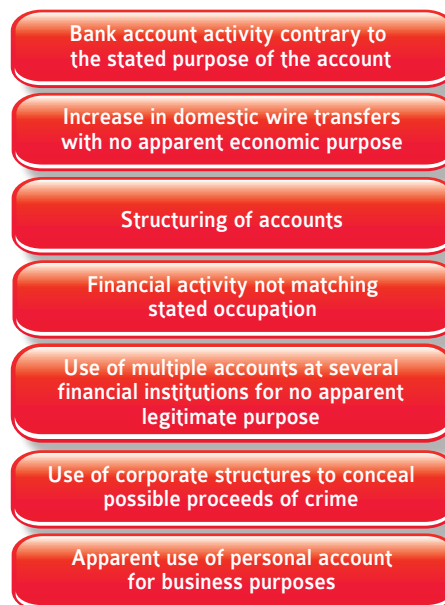 Bank account activity contrary to
the stated purpose of the account
Increase in domestic wire transfers
with no apparent economic purpose
Structuring of accounts
Financial activity not matching
stated occupation
Use of multiple accounts at several
financial institutions for no apparent
legitimate purpose
Use of corporate structures to conceal
possible proceeds of crime
Apparent use of personal account
for business purposes